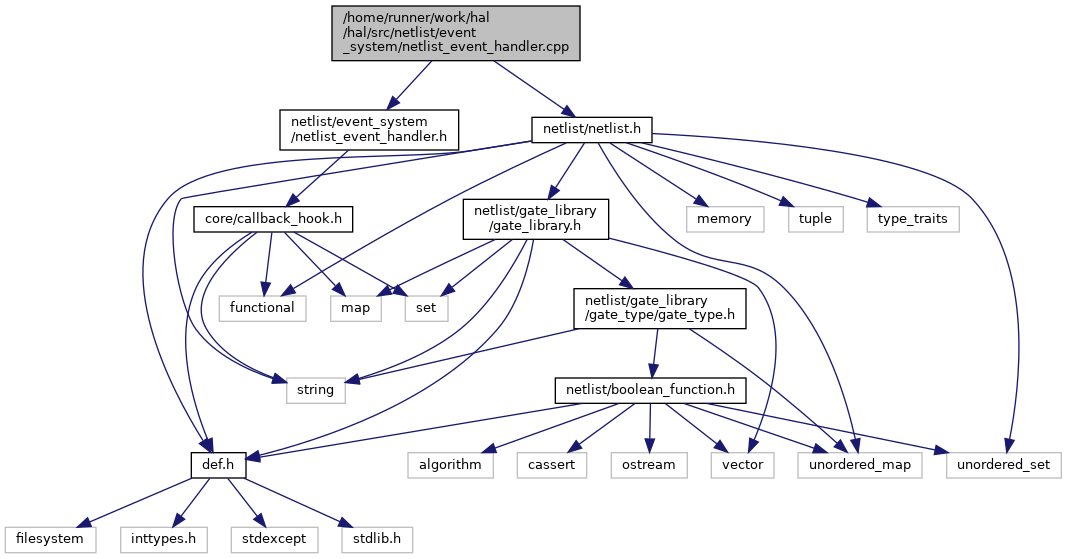 /home/runner/work/hal
/hal/src/netlist/event
_system/netlist_event_handler.cpp
netlist/event_system
/netlist_event_handler.h
netlist/netlist.h
core/callback_hook.h
netlist/gate_library
/gate_library.h
memory
tuple
type_traits
functional
map
set
netlist/gate_library
/gate_type/gate_type.h
string
netlist/boolean_function.h
def.h
algorithm
cassert
ostream
vector
unordered_map
unordered_set
filesystem
inttypes.h
stdexcept
stdlib.h